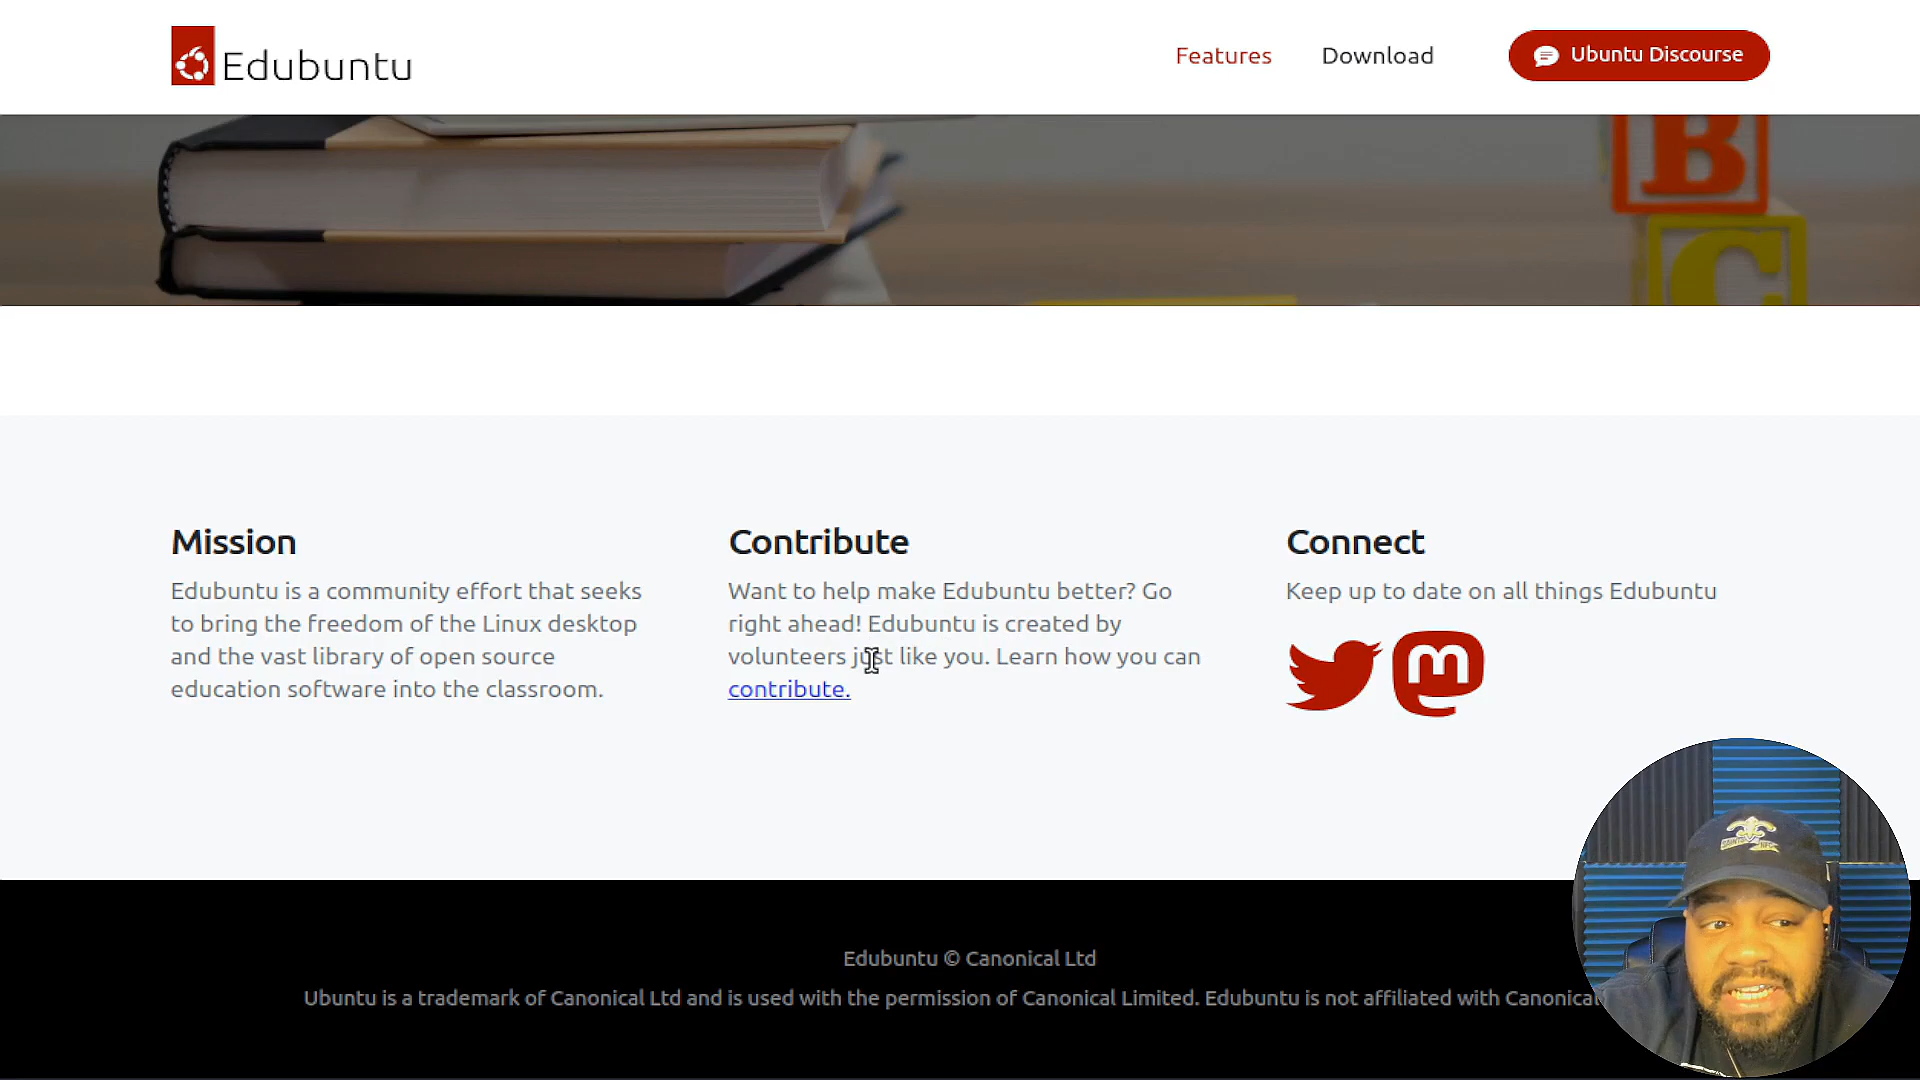 Edubuntu
Features
Download
Ubuntu Discourse
B
C
Mission
Edubuntu is a community effort that seeks
to bring the freedom of the Linux desktop
and the vast library of open source
education software into the classroom.
Contribute
Want to help make Edubuntu better? Go
right ahead! Edubuntu is created by
volunteers just like you. Learn how you can
contribute.
Connect
Keep up to date on all things Edubuntu
m
Edubuntu © Canonical Ltd
Ubuntu is a trademark of Canonical Ltd and is used with the permission of Canonical Limited. Edubuntu is not affiliated with Canonical